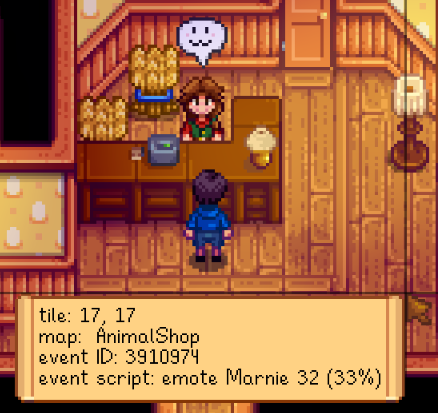 tile: 17, 17
map: AnimalShop
event ID: 3910974
event script: emote Marnie 32 (33%)